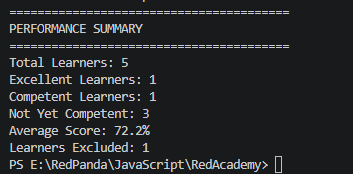 ========================================
PERFORMANCE SUMMARY
========================================
Total Learners: 5
Excellent Learners: 1
Competent Learners: 1
Not Yet Competent: 3
Average Score: 72.2%
Learners Excluded: 1
PS E:\RedPanda\JavaScript\RedAcademy>